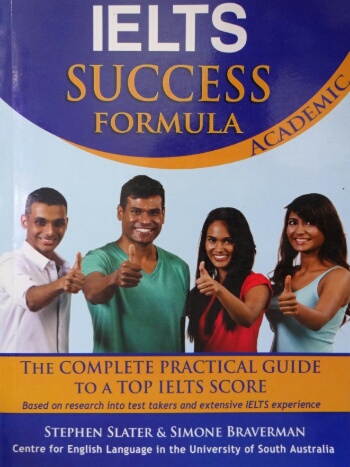 IELTS
SUCCESS
FORMULA
ACADEMIC
THE COMPLETE PRACTICAL GUIDE
TO A TOP IELTS SCORE
Based on research into test takers and extensive IELTS experience
STEPHEN SLATER & SIMONE BRAVERMAN
Centre for English Language in the University of South Australia